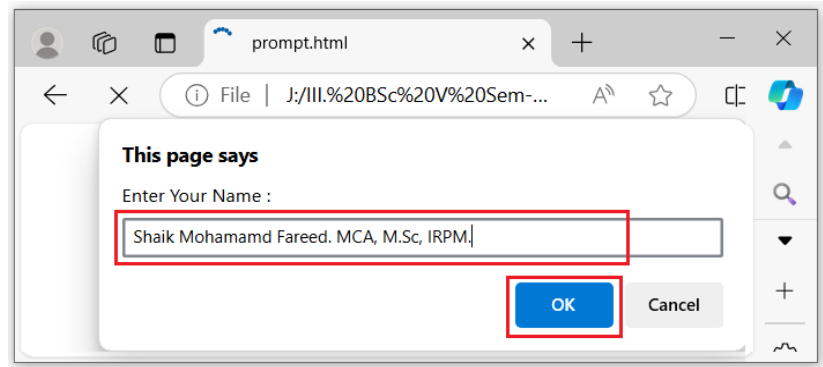 prompt.html
File | J:/III.%20BSc%20V%20Sem-...
This page says
Enter Your Name :
Shaik Mohamamd Fareed. MCA, M.Sc, IRPM.
OK Cancel